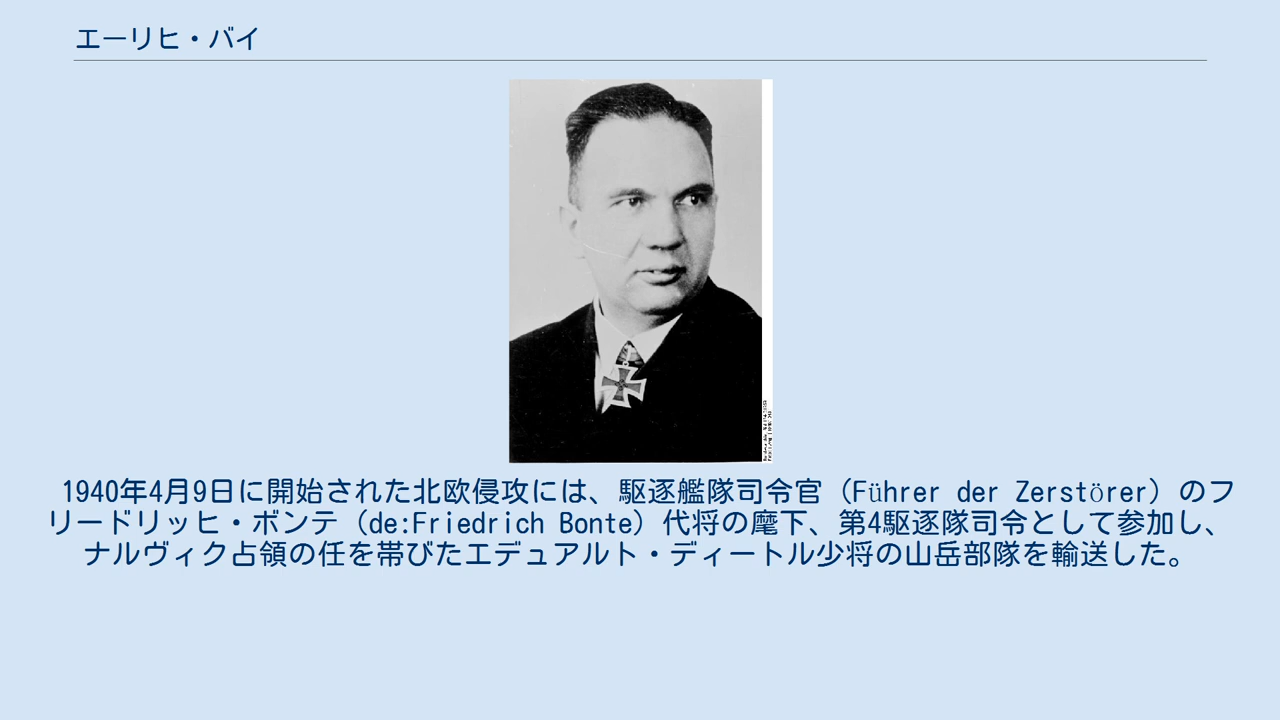 エーリヒ・バイ
1940年4月9日に開始された北欧侵攻には、駆逐艦隊司令官（Führer der Zerstörer）のフ
リードリッヒ・ボンテ（de:Friedrich Bonte）代将の麾下、第4駆逐隊司令として参加し、
ナルヴィク占領の任を帯びたエデュアルト・ディートル少将の山岳部隊を輸送した。